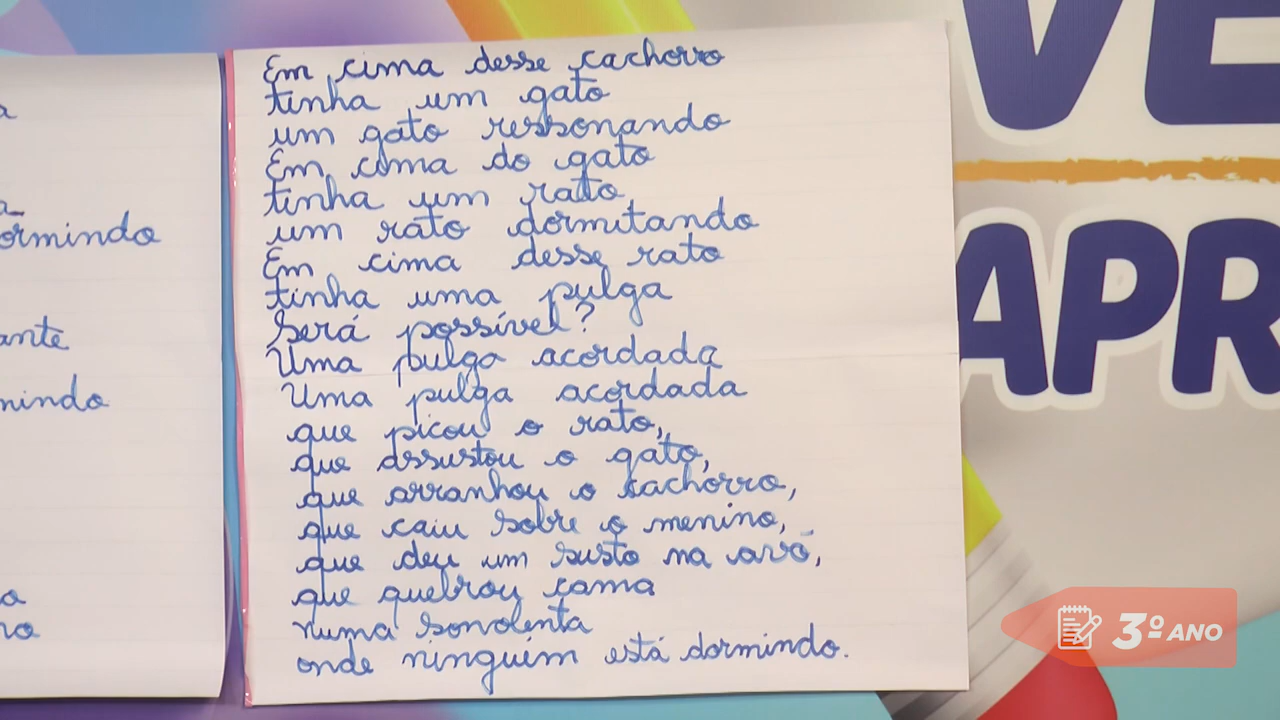 ormindo
ante
mindo
Em cima desse cachorro
tinha um gato
um gato ressonando
Em cima do gato
tinha um rato
um rato dormitando
Em cima desse rato
tinha uma pulga
Será possível?
Uma pulga acordada
Uma pulga acordada
que picou o rato,
que assustou o gato,
que arranhou o cachorro,
que caiu sobre o menino,
que deu um susto na avó,
que quebrou cama
numa sonolenta
onde ninguém está dormindo.
VE
APR
3º ANO